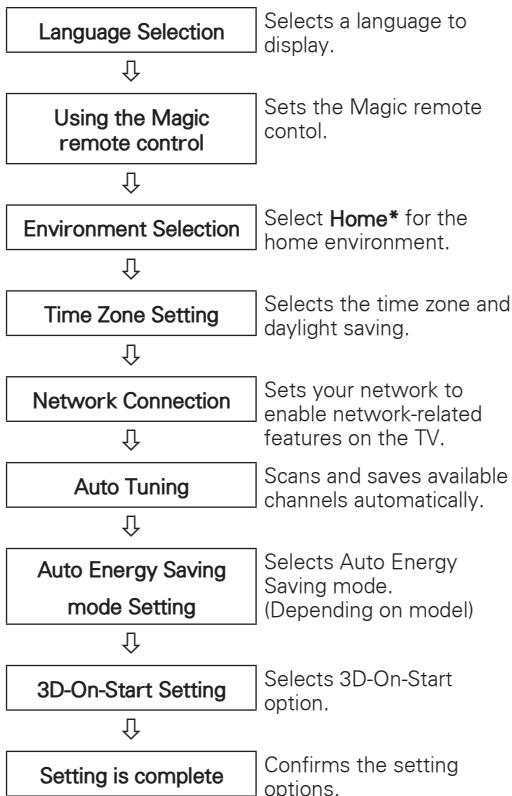 Language Selection
Selects a language to
display.
⇩
Using the Magic
remote control
Sets the Magic remote
contol.
⇩
Environment Selection
Select Home* for the
home environment.
⇩
Time Zone Setting
Selects the time zone and
daylight saving.
⇩
Network Connection
Sets your network to
enable network-related
features on the TV.
⇩
Auto Tuning
Scans and saves available
channels automatically.
⇩
Auto Energy Saving
mode Setting
Selects Auto Energy
Saving mode.
(Depending on model)
⇩
3D-On-Start Setting
Selects 3D-On-Start
option.
⇩
Setting is complete
Confirms the setting
options.